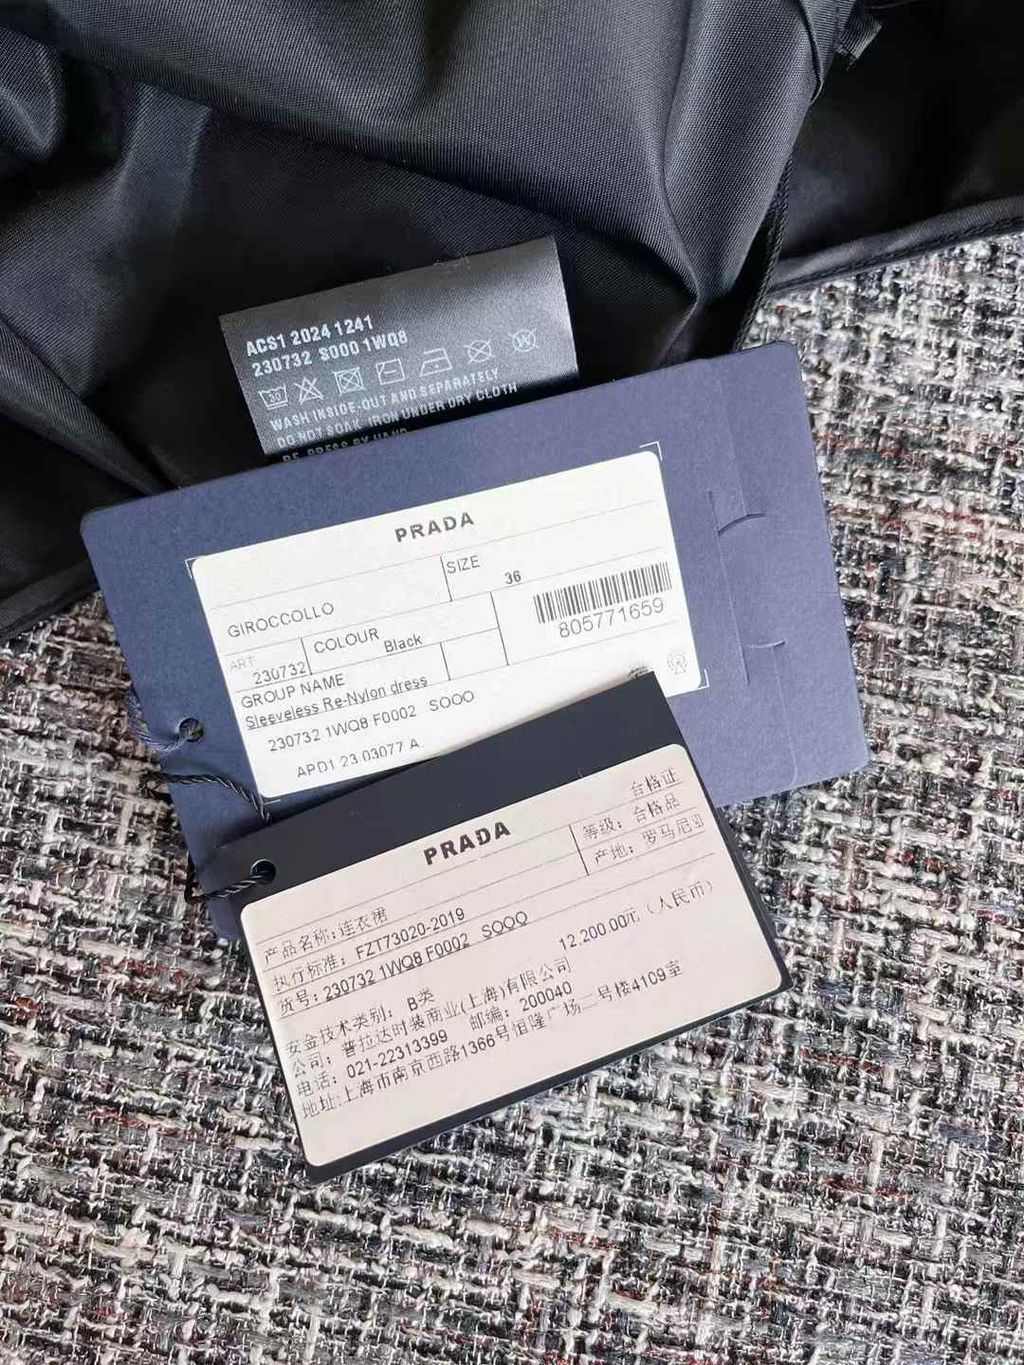 ACS1 2024 1241
230732 S000 1WQ8
30
WASH INSIDE-OUT AND SEPARATELY
DO NOT SOAK IRON UNDER DRY CLOTH
PRADA
GIROCCOLLO
SIZE
36
ART
230732
COLOUR
Black
805771659
GROUP NAME
Sleeveless Re-Nylon dress
230732 1WQ8 F0002 SOOO
APD1 23 03077 A
合格证
PRADA
等级: 合格品
产地: 罗马尼
产品名称: 连衣裙
执行标准: FZT73020-2019
货号: 230732 1WQ8 F0002 SOOO
12,200.00元（人民币）
安全技术类别: B类
公司: 普拉达时装商业(上海)有限公司
电话: 021-22313399 邮编: 200040
地址: 上海市南京西路1366号恒隆广场二号楼4109室